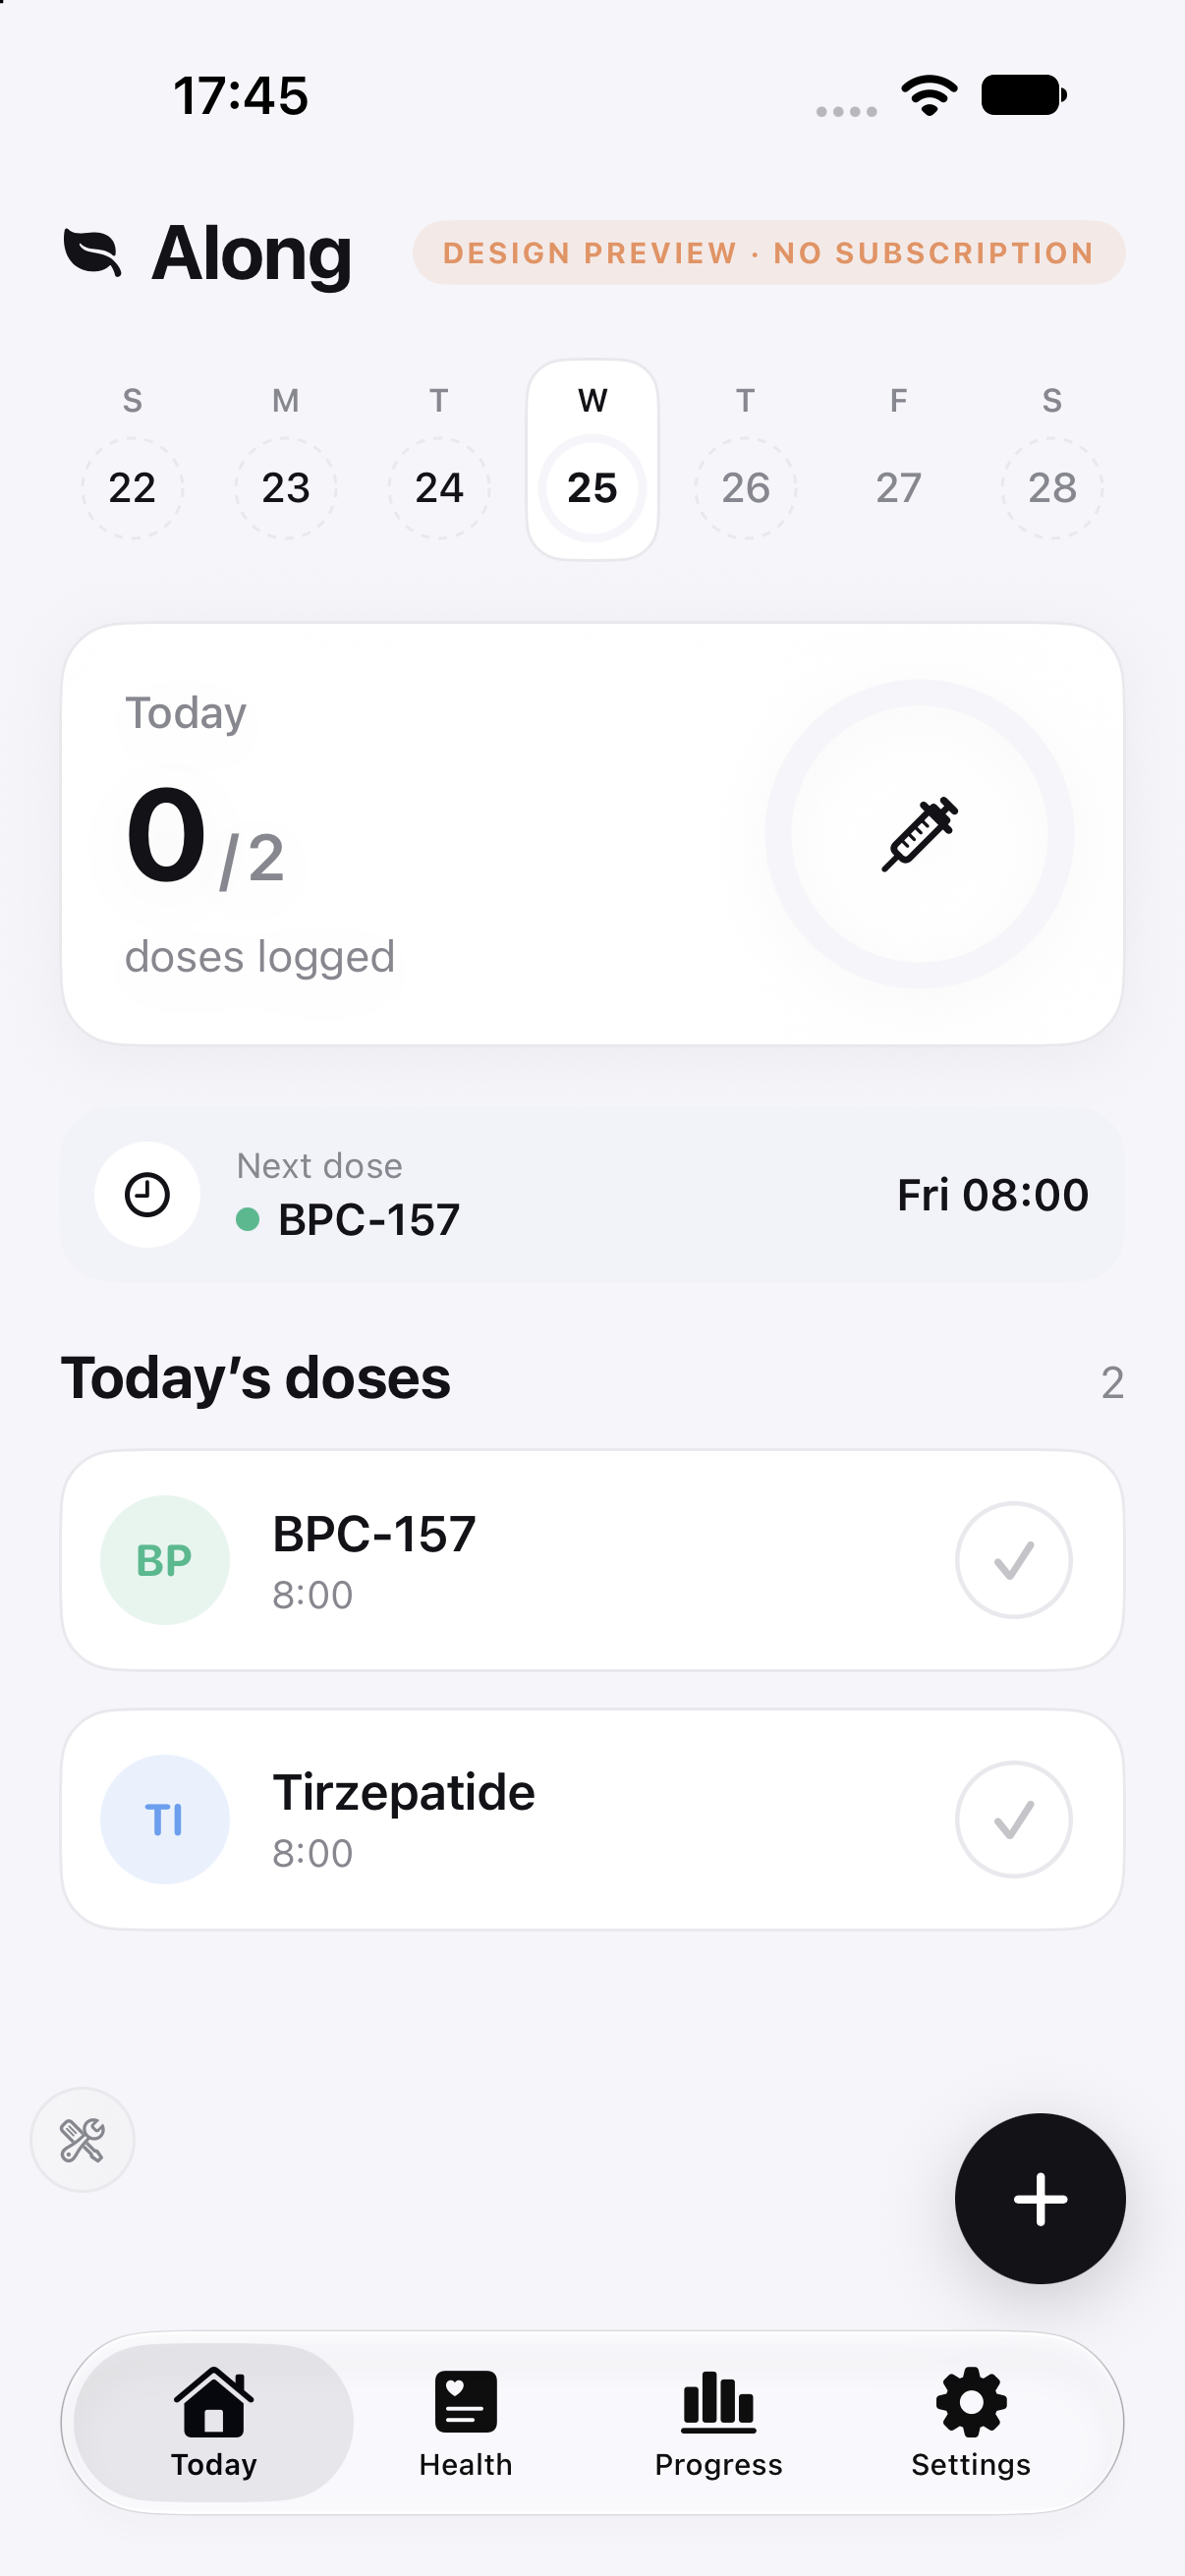 17:45
Along
DESIGN PREVIEW · NO SUBSCRIPTION
S M T W T F S
22 23 24 25 26 27 28
Today
0/2
doses logged
Next dose
BPC-157
Fri 08:00
Today’s doses
2
BP
BPC-157
8:00
TI
Tirzepatide
8:00
Today Health Progress Settings